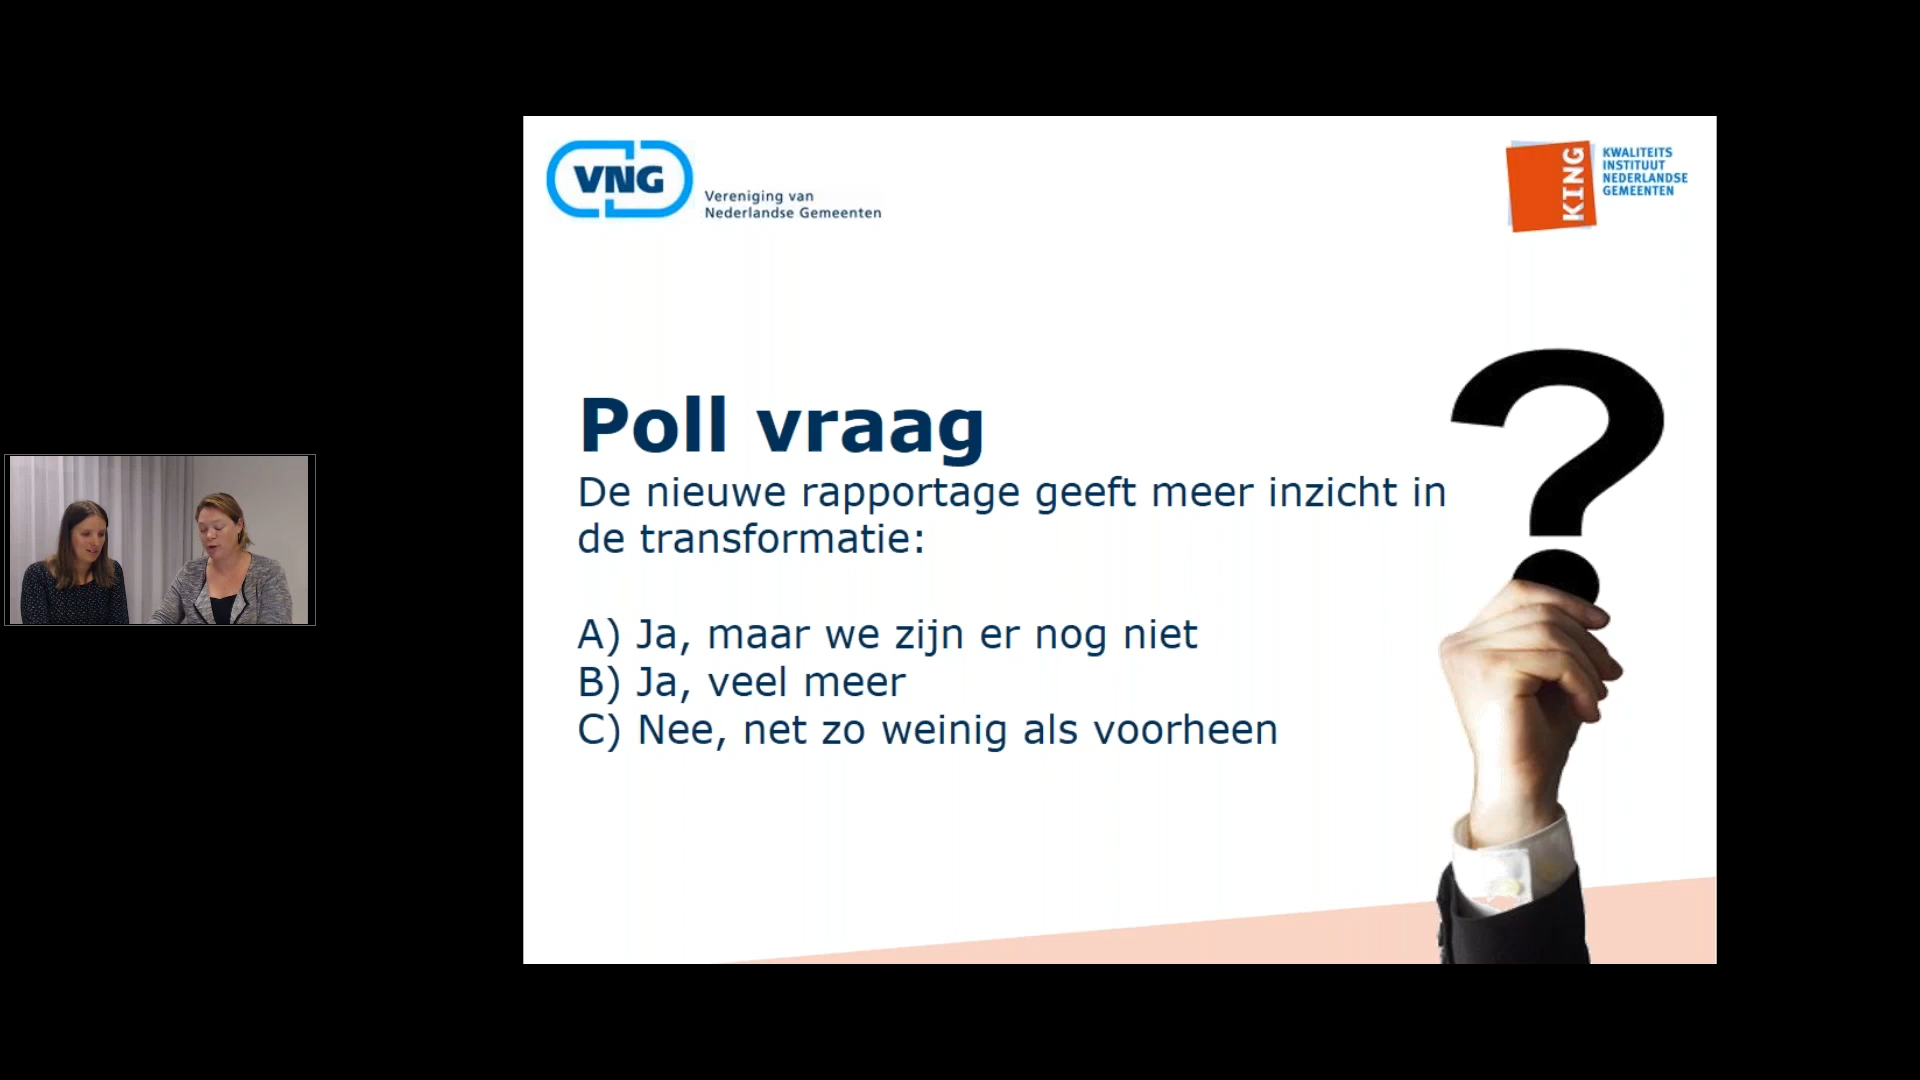 VNG
Vereniging van
Nederlandse Gemeenten
KING
KWALITEITS
INSTITUUT
NEDERLANDSE
GEMEENTEN
Poll vraag
De nieuwe rapportage geeft meer inzicht in
de transformatie:
A) Ja, maar we zijn er nog niet
B) Ja, veel meer
C) Nee, net zo weinig als voorheen